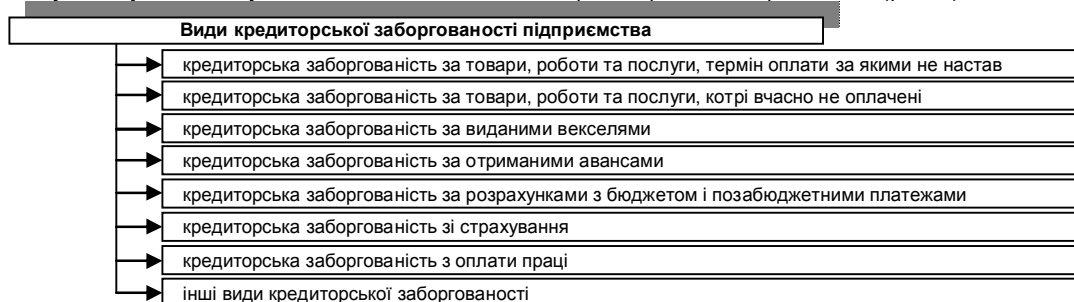 Види кредиторської заборгованості підприємства
кредиторська заборгованість за товари, роботи та послуги, термін оплати за якими не настав
кредиторська заборгованість за товари, роботи та послуги, котрі вчасно не оплачені
кредиторська заборгованість за виданими векселями
кредиторська заборгованість за отриманими авансами
кредиторська заборгованість за розрахунками з бюджетом і позабюджетними платежами
кредиторська заборгованість зі страхування
кредиторська заборгованість з оплати праці
інші види кредиторської заборгованості